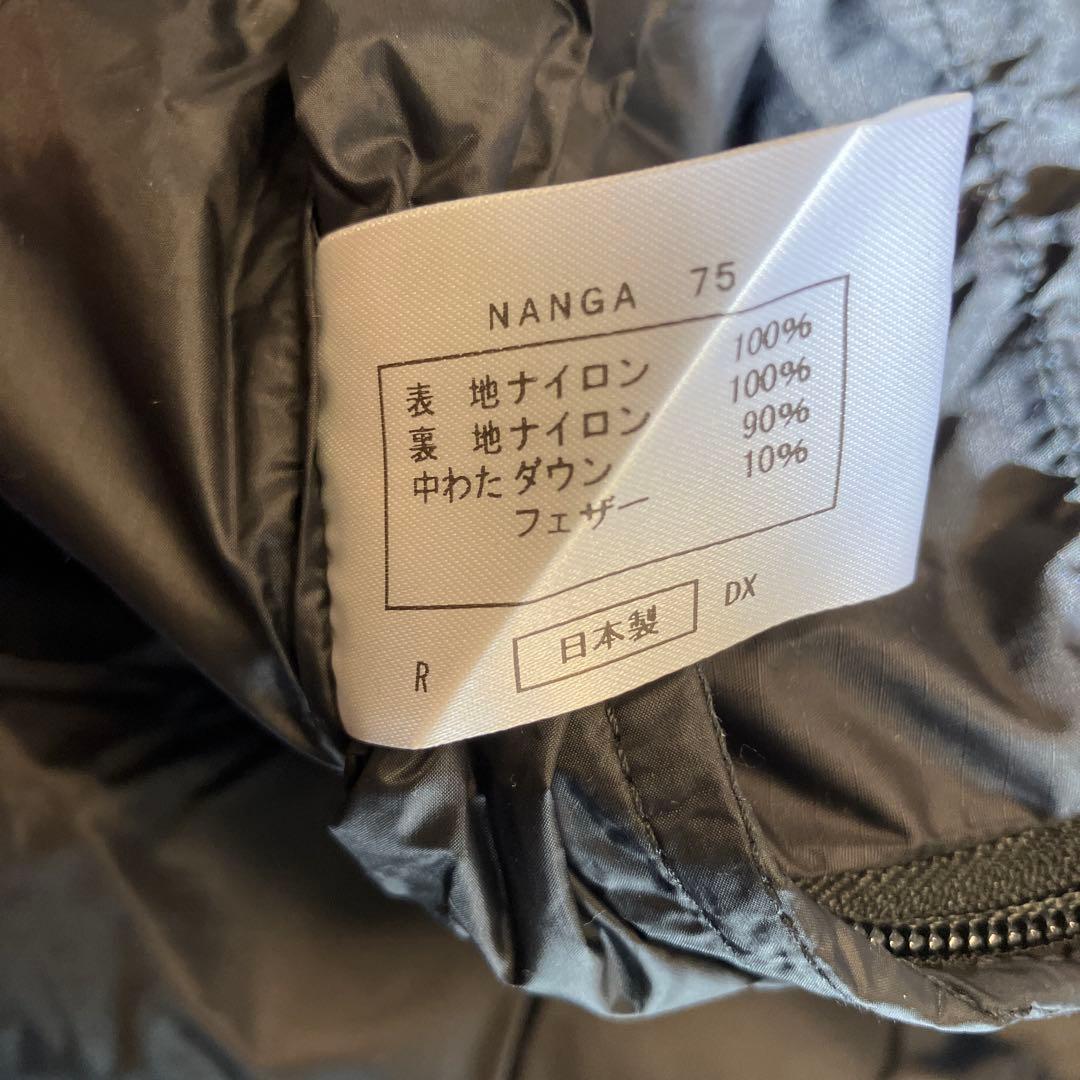 NANGA 75
表 地 ナイロン 100%
裏 地 ナイロン 100%
中わた ダウン 90%
フェザー 10%
R 日本製 DX